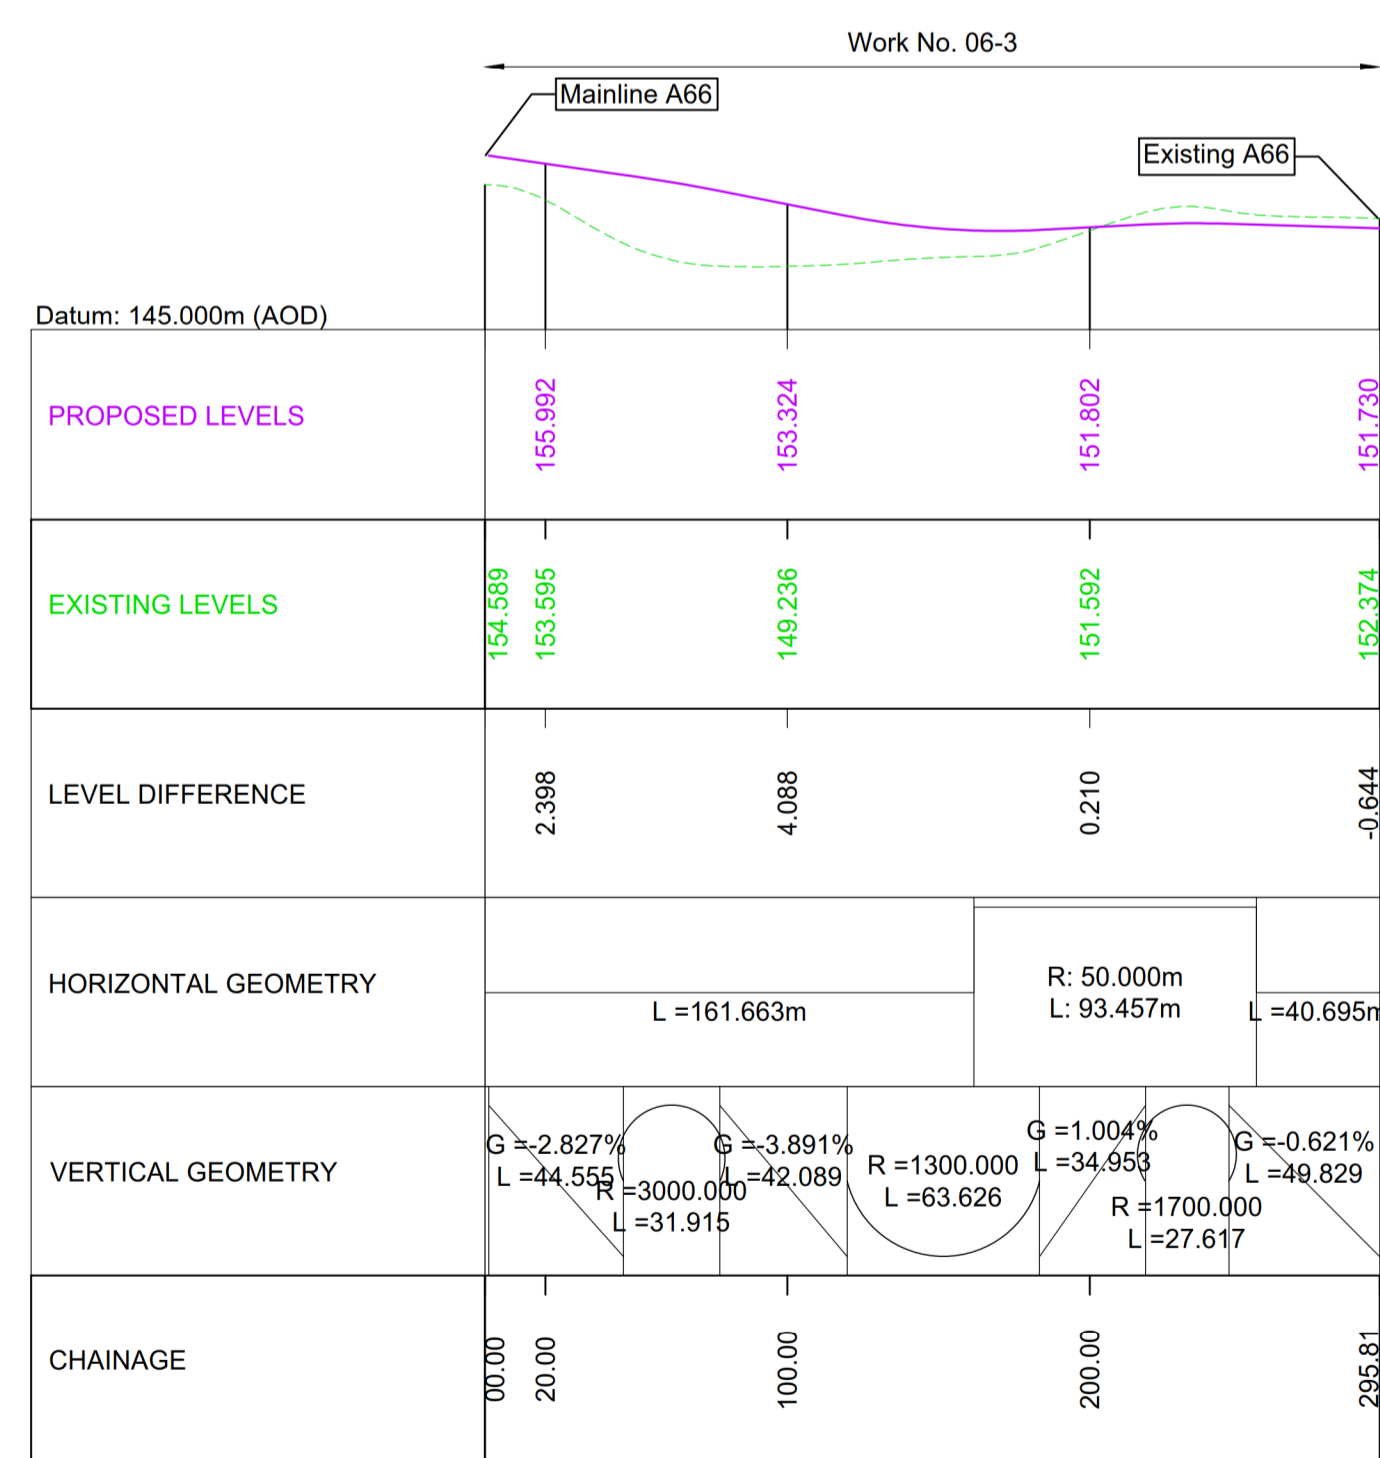 Work No. 06-3
Mainline A66
Existing A66
Datum: 145.000m (AOD)
PROPOSED LEVELS
155.992
153.324
151.802
151.730
EXISTING LEVELS
154.589
153.595
149.236
151.592
152.374
LEVEL DIFFERENCE
2.398
4.088
0.210
-0.644
HORIZONTAL GEOMETRY
L =161.663m
R: 50.000m
L: 93.457m
L =40.695m
VERTICAL GEOMETRY
G =-2.827%
L =44.555
R =3000.000
L =31.915
G =-3.891%
L =42.089
R =1300.000
L =63.626
G =1.004%
L =34.953
R =1700.000
L =27.617
G =-0.621%
L =49.829
CHAINAGE
00.00
20.00
100.00
200.00
295.81